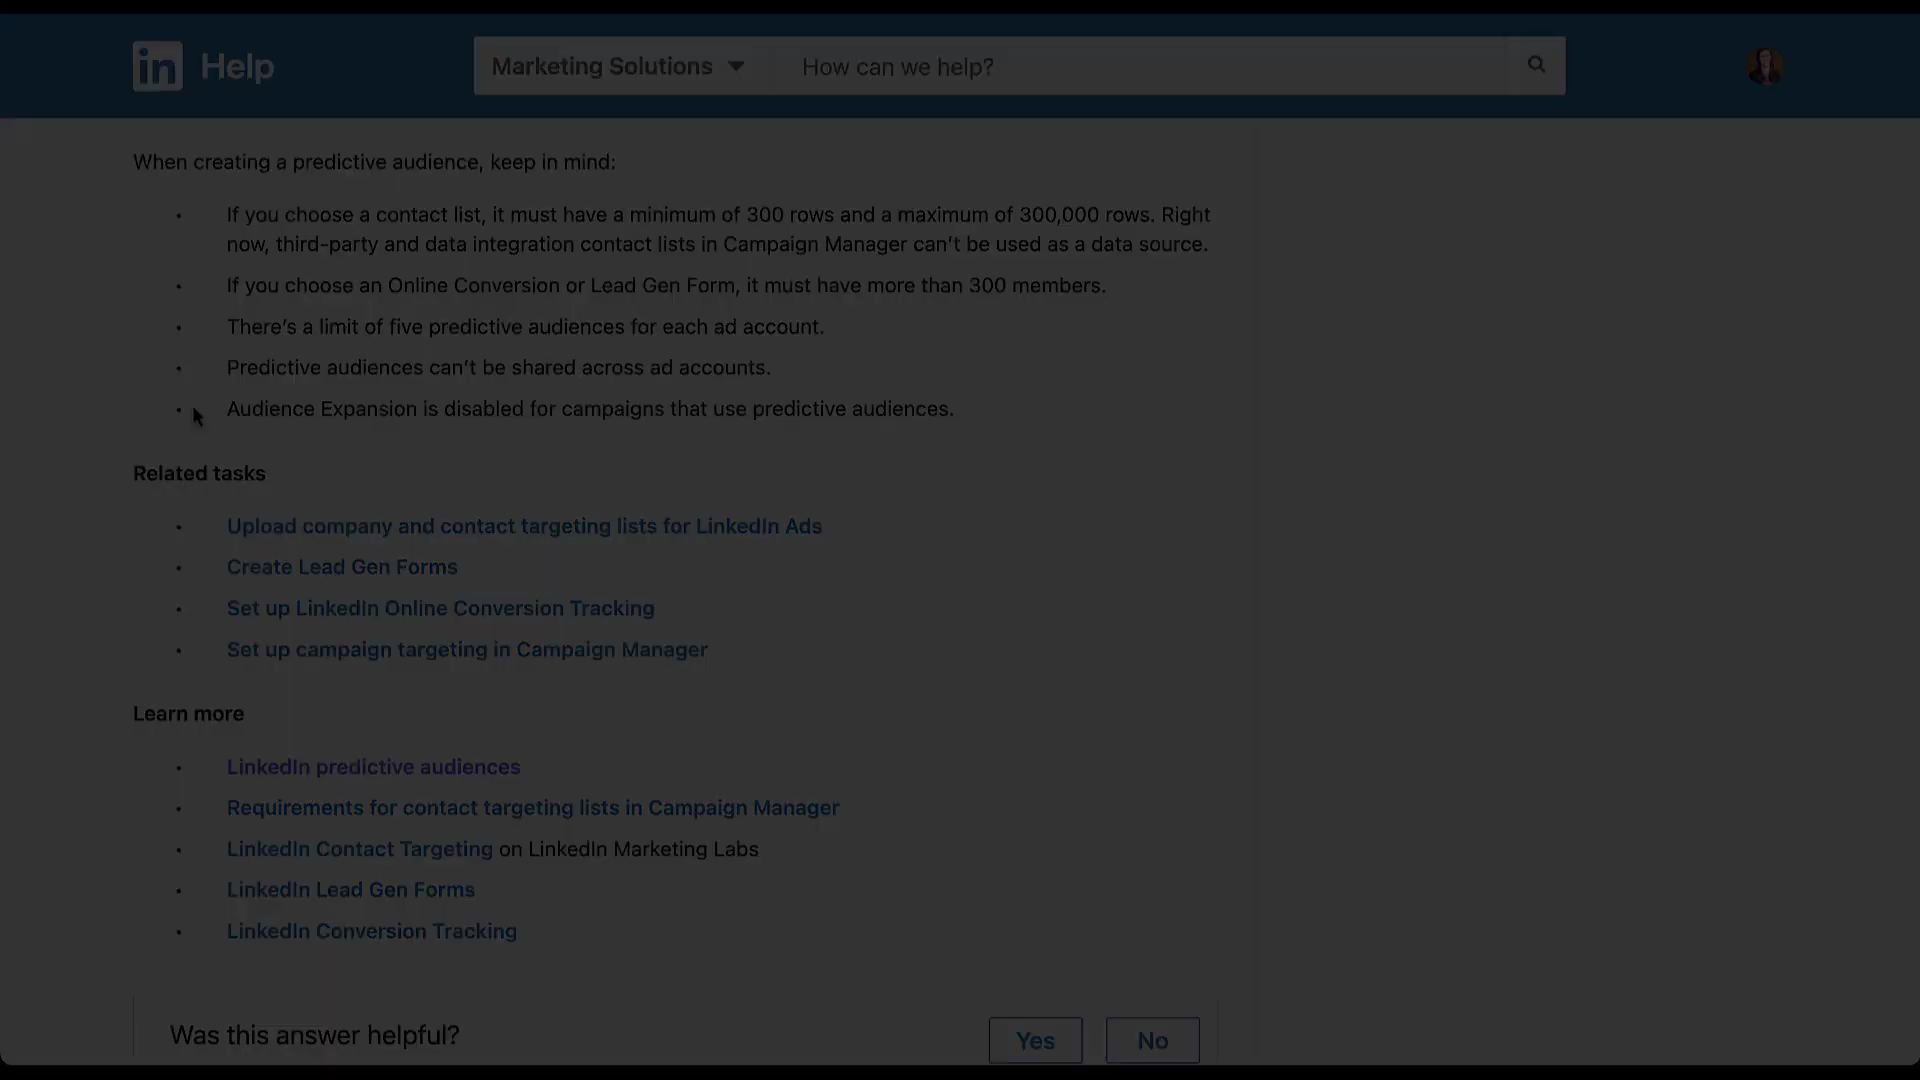 in Help
Marketing Solutions
How can we help?
When creating a predictive audience, keep in mind:
• If you choose a contact list, it must have a minimum of 300 rows and a maximum of 300,000 rows. Right
now, third-party and data integration contact lists in Campaign Manager can’t be used as a data source.
• If you choose an Online Conversion or Lead Gen Form, it must have more than 300 members.
• There’s a limit of five predictive audiences for each ad account.
• Predictive audiences can’t be shared across ad accounts.
• Audience Expansion is disabled for campaigns that use predictive audiences.
Related tasks
• Upload company and contact targeting lists for LinkedIn Ads
• Create Lead Gen Forms
• Set up LinkedIn Online Conversion Tracking
• Set up campaign targeting in Campaign Manager
Learn more
• LinkedIn predictive audiences
• Requirements for contact targeting lists in Campaign Manager
• LinkedIn Contact Targeting on LinkedIn Marketing Labs
• LinkedIn Lead Gen Forms
• LinkedIn Conversion Tracking
Was this answer helpful?
Yes
No